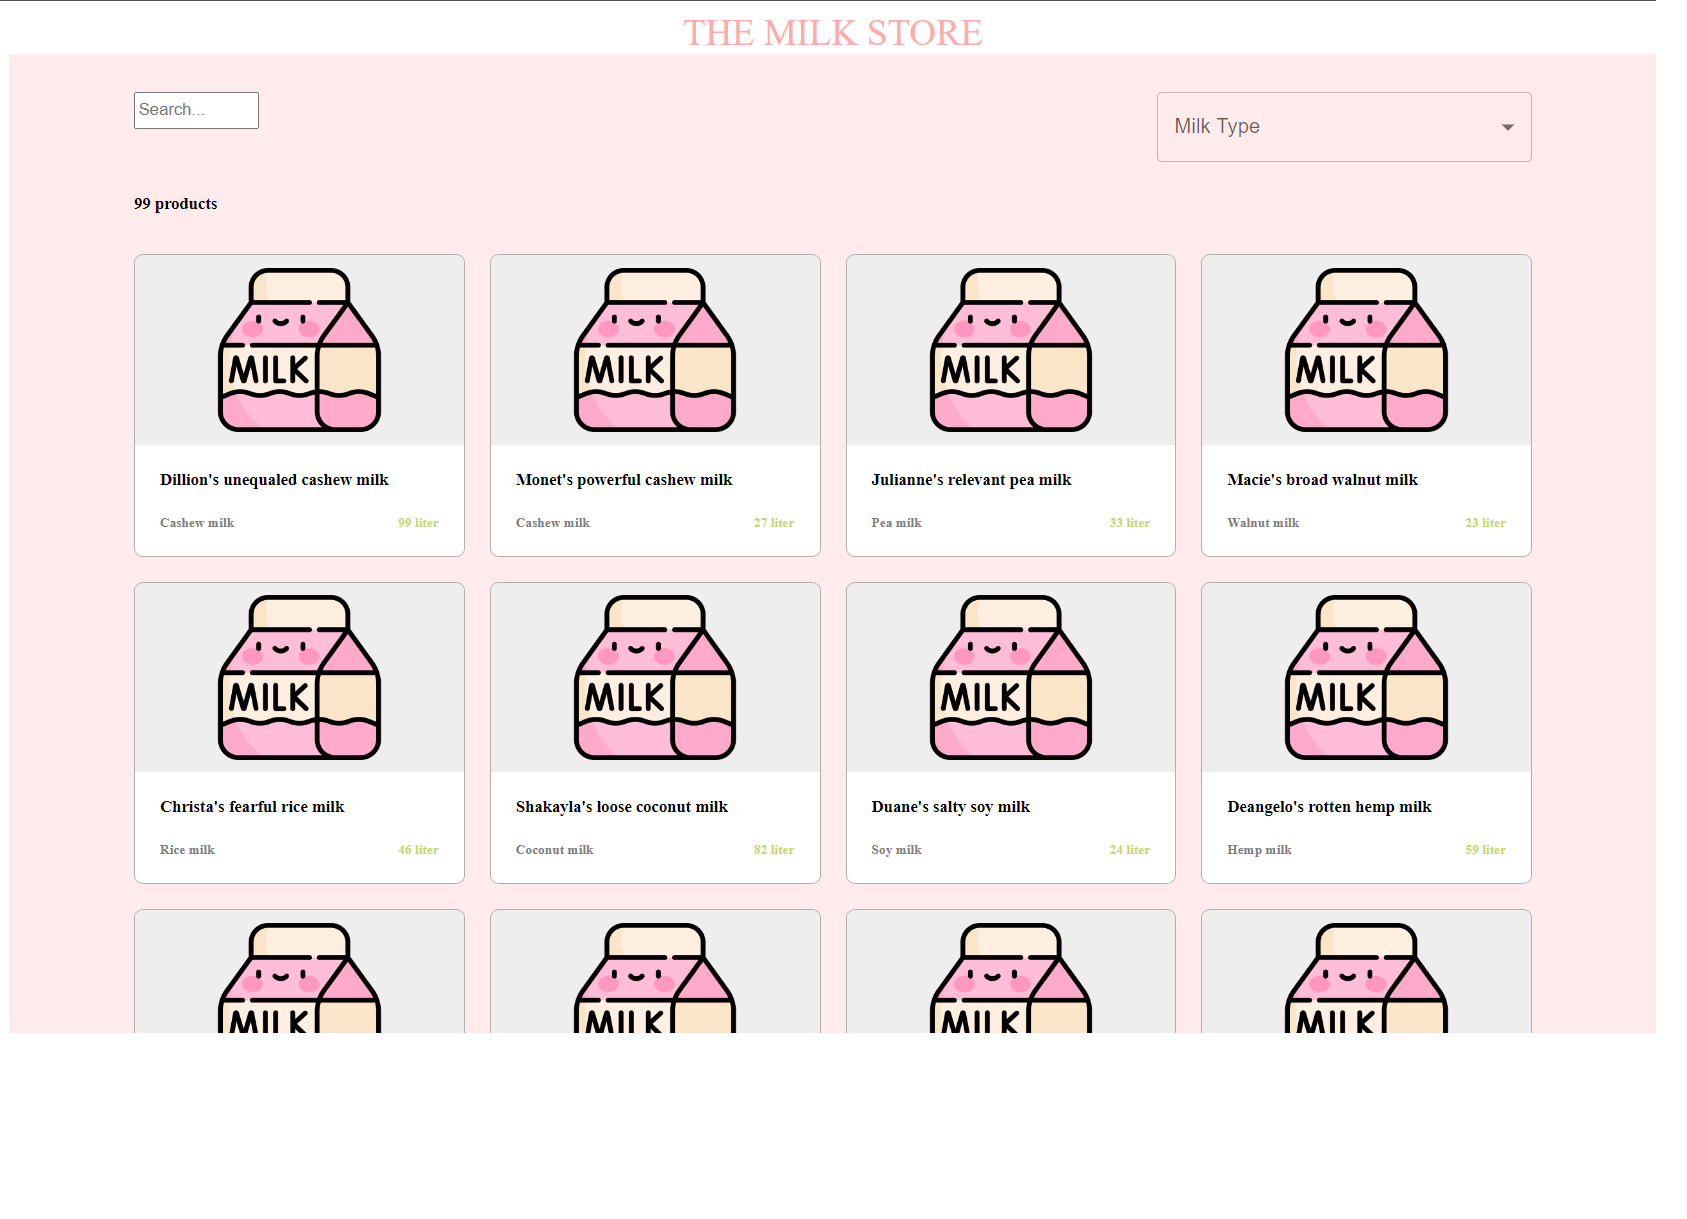 THE MILK STORE
Search...
Milk Type
99 products
MILK MILK MILK MILK
Dillion's unequaled cashew milk
Cashew milk 99 liter
Monet's powerful cashew milk
Cashew milk 27 liter
Julianne's relevant pea milk
Pea milk 33 liter
Macie's broad walnut milk
Walnut milk 23 liter
MILK MILK MILK MILK
Christa's fearful rice milk
Rice milk 46 liter
Shakayla's loose coconut milk
Coconut milk 82 liter
Duane's salty soy milk
Soy milk 24 liter
Deangelo's rotten hemp milk
Hemp milk 59 liter
MILK MILK MILK MILK